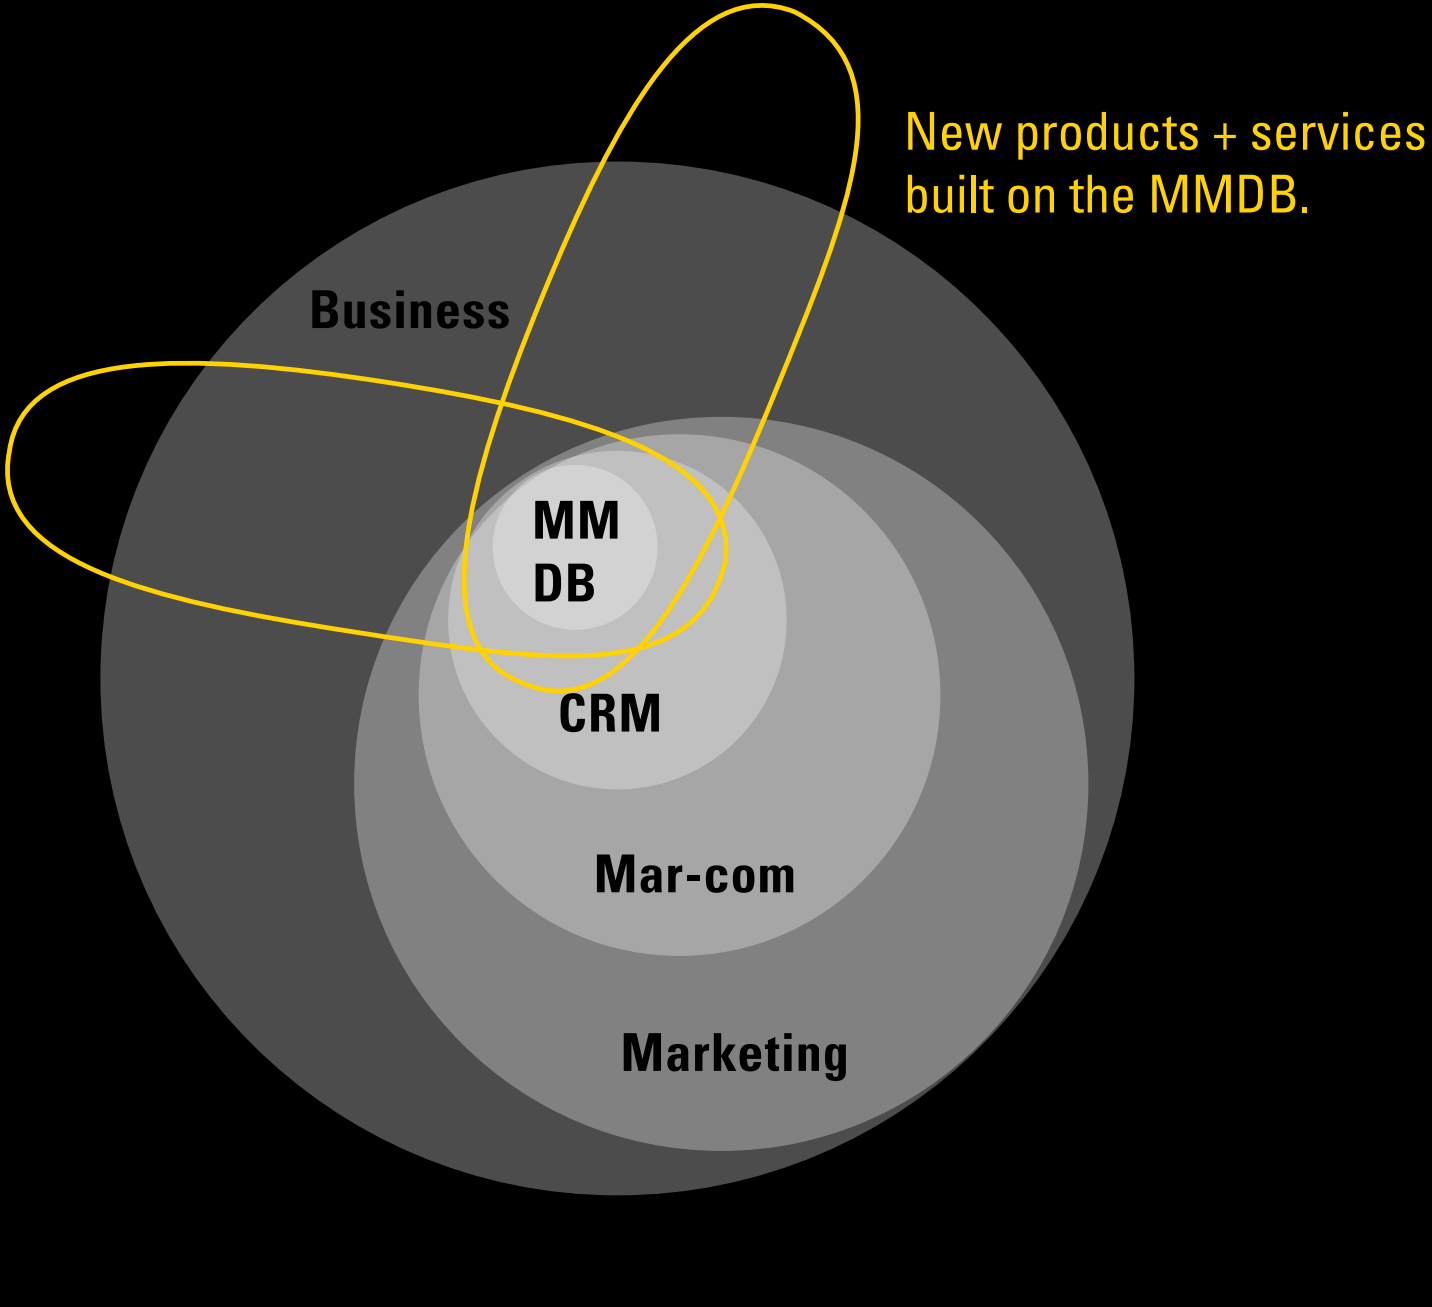 New products + services
built on the MMDB.
Business
MM
DB
CRM
Mar-com
Marketing